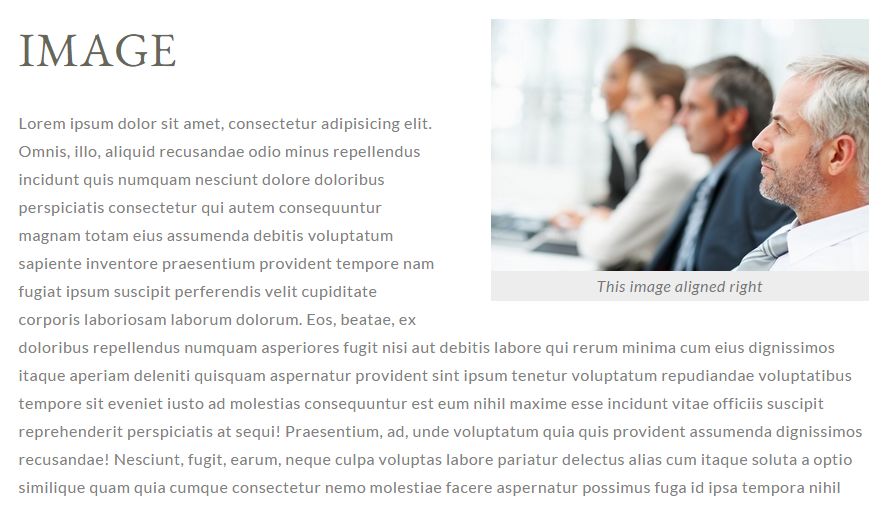 IMAGE
Lorem ipsum dolor sit amet, consectetur adipisicing elit.
Omnis, illo, aliquid recusandae odio minus repellendus
incidunt quis numquam nesciunt dolore doloribus
perspiciatis consectetur qui autem consequuntur
magnam totam eius assumenda debitis voluptatum
sapiente inventore praesentium provident tempore nam
fugiat ipsum suscipit perferendis velit cupiditate
corporis laboriosam laborum dolorum. Eos, beatae, ex
This image aligned right
doloribus repellendus numquam asperiores fugit nisi aut debitis labore qui rerum minima cum eius dignissimos
itaque aperiam deleniti quisquam aspernatur provident sint ipsum tenetur voluptatum repudiandae voluptatibus
tempore sit eveniet iusto ad molestias consequuntur est eum nihil maxime esse incidunt vitae officiis suscipit
reprehenderit perspiciatis at sequi! Praesentium, ad, unde voluptatum quia quis provident assumenda dignissimos
recusandae! Nesciunt, fugit, earum, neque culpa voluptas labore pariatur delectus alias cum itaque soluta a optio
similique quam quia cumque consectetur nemo molestiae facere aspernatur possimus fuga id ipsa tempora nihil